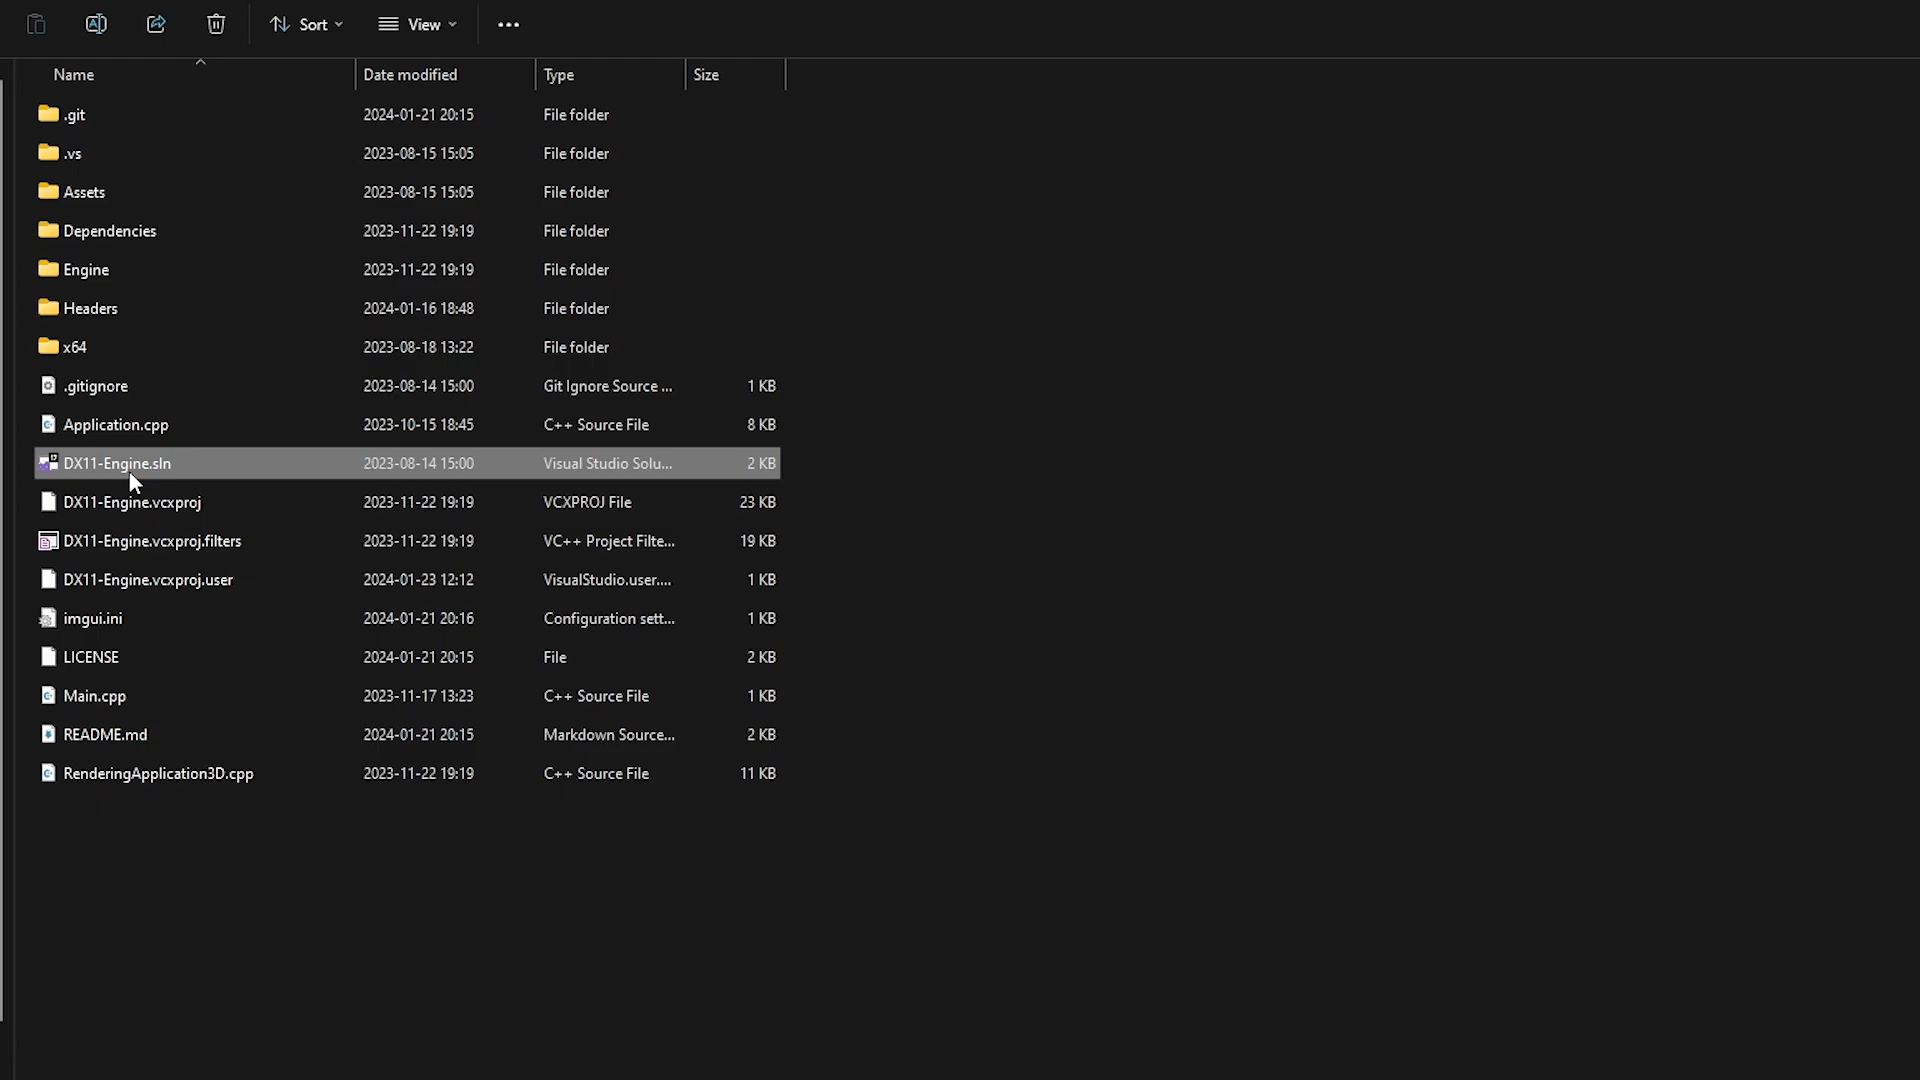 Sort View
Name Date modified Type Size
.git 2024-01-21 20:15 File folder
.vs 2023-08-15 15:05 File folder
Assets 2023-08-15 15:05 File folder
Dependencies 2023-11-22 19:19 File folder
Engine 2023-11-22 19:19 File folder
Headers 2024-01-16 18:48 File folder
x64 2023-08-18 13:22 File folder
.gitignore 2023-08-14 15:00 Git Ignore Source ... 1 KB
Application.cpp 2023-10-15 18:45 C++ Source File 8 KB
DX11-Engine.sln 2023-08-14 15:00 Visual Studio Solu... 2 KB
DX11-Engine.vcxproj 2023-11-22 19:19 VCXPROJ File 23 KB
DX11-Engine.vcxproj.filters 2023-11-22 19:19 VC++ Project Filte... 19 KB
DX11-Engine.vcxproj.user 2024-01-23 12:12 VisualStudio.user.... 1 KB
imgui.ini 2024-01-21 20:16 Configuration sett... 1 KB
LICENSE 2024-01-21 20:15 File 2 KB
Main.cpp 2023-11-17 13:23 C++ Source File 1 KB
README.md 2024-01-21 20:15 Markdown Source... 2 KB
RenderingApplication3D.cpp 2023-11-22 19:19 C++ Source File 11 KB